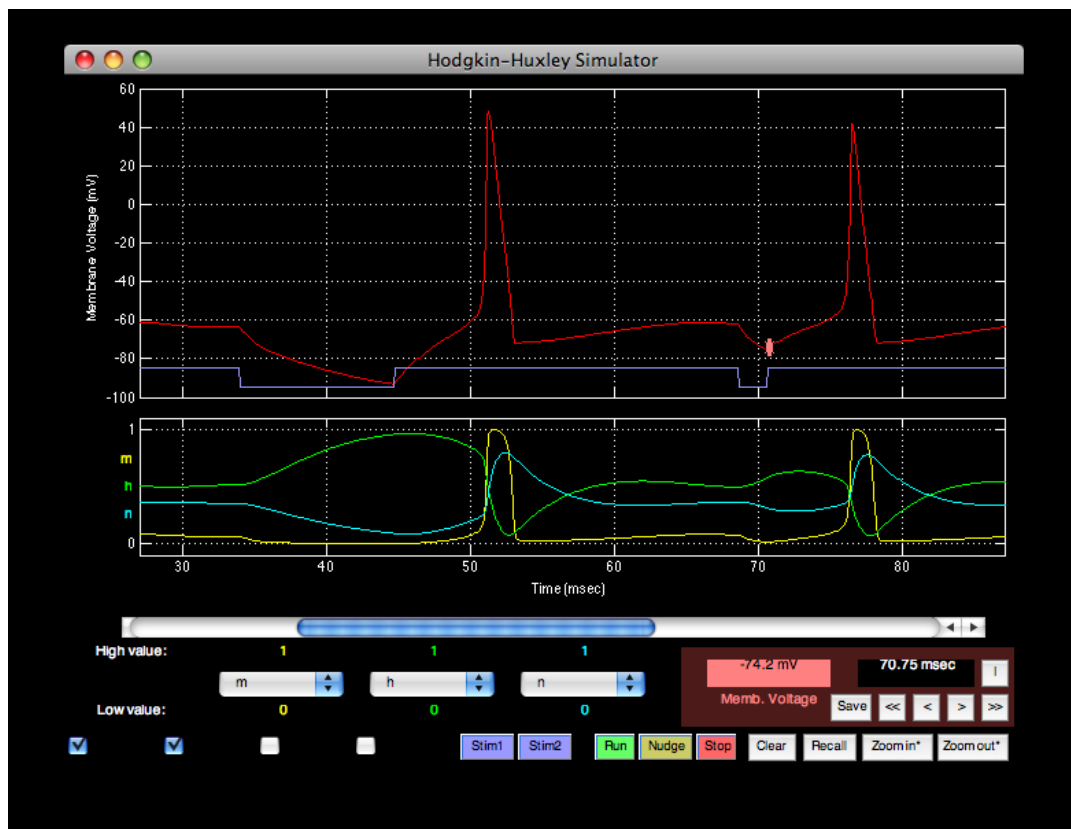 Hodgkin-Huxley Simulator
60
40
20
0
-20
-40
-60
-80
-100
Membrane Voltage (mV)
1
m
h
n
0
30 40 50 60 70 80
Time (msec)
High value: 1 1 1
m h n
Low value: 0 0 0
-74.2 mV 70.75 msec I
Memb. Voltage Save << < > >>
Stim1 Stim2 Run Nudge Stop Clear Recall Zoom in* Zoom out*